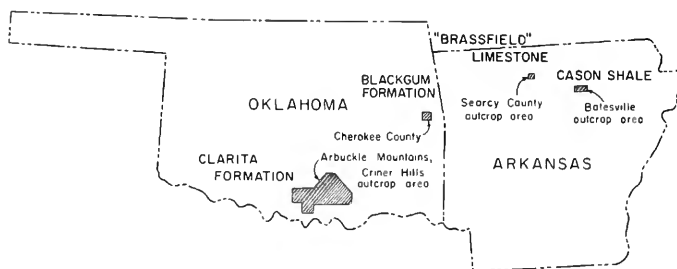 "BRASSFIELD"
LIMESTONE
CASON SHALE
BLACKGUM
FORMATION
OKLAHOMA
Searcy County
outcrop area
Batesville
outcrop area
Cherokee County
CLARITA
FORMATION
Arbuckle Mountains,
Criner Hills
outcrop area
ARKANSAS